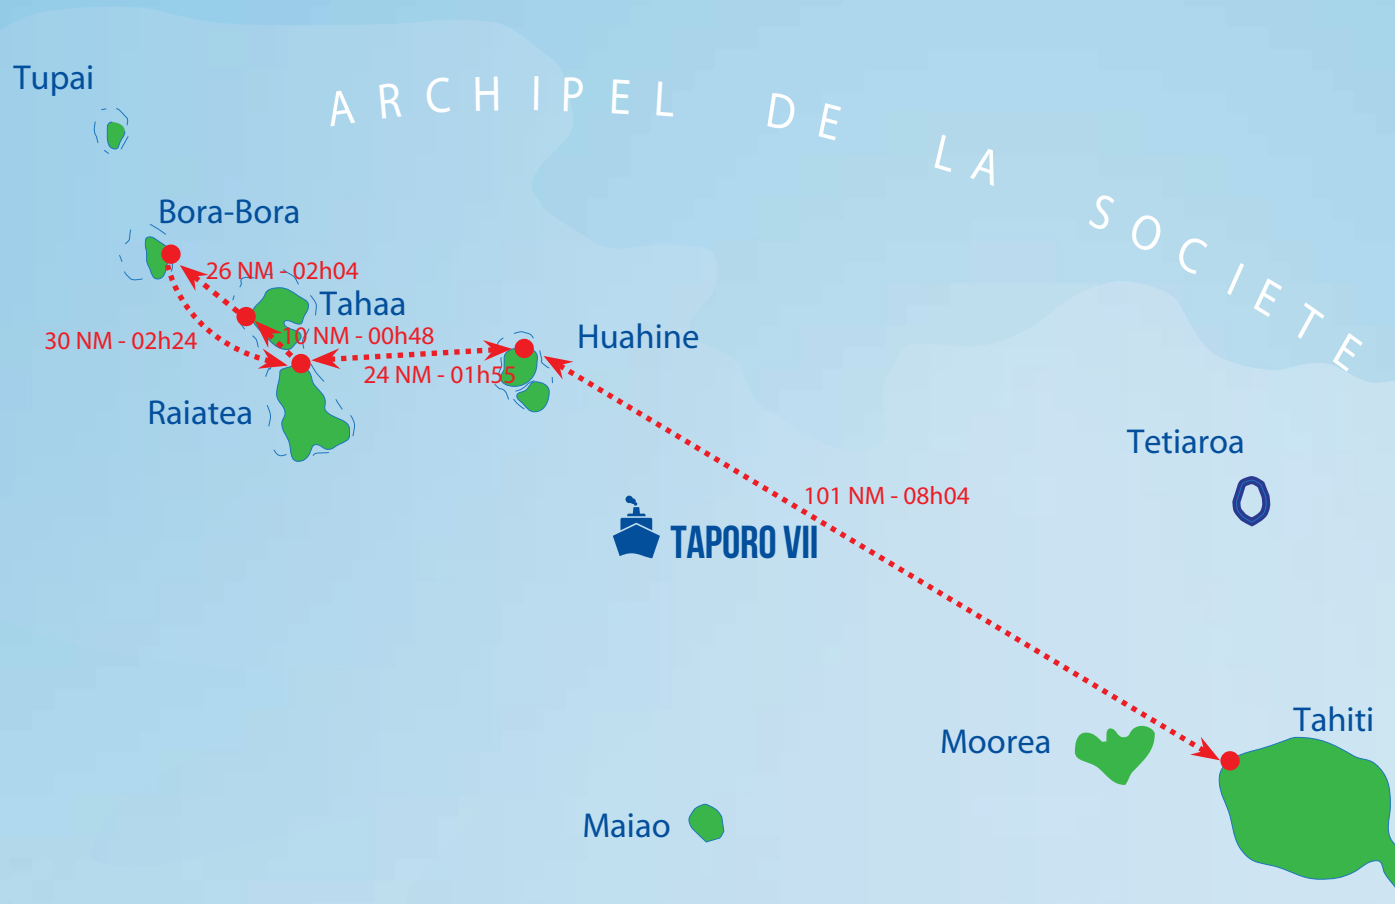 Tupai
ARCHIPEL DE LA SOCIETE
Bora-Bora
26 NM - 02h04
Tahaa
30 NM - 02h24
10 NM - 00h48
Huahine
24 NM - 01h55
Raiatea
Tetiaroa
101 NM - 08h04
TAPORO VII
Tahiti
Moorea
Maiao